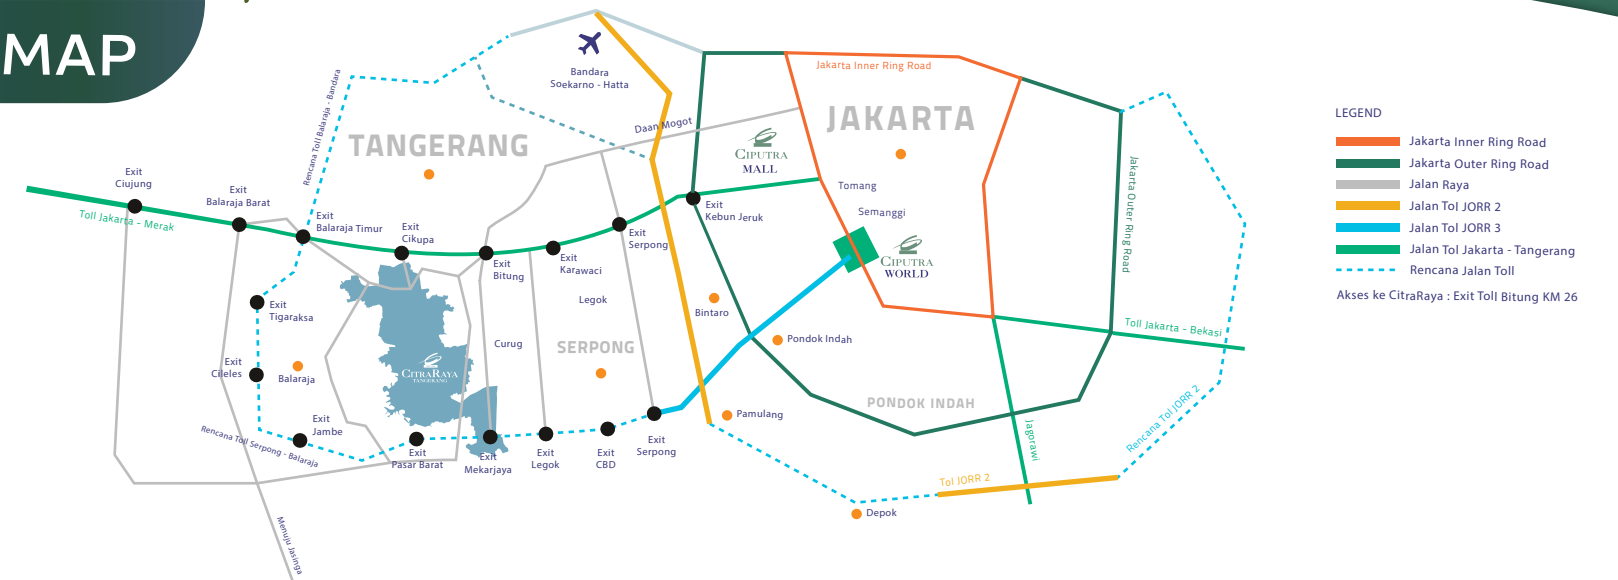 MAP
Bandara
Soekarno - Hatta
Rencana Toll Balaraja - Bandara
TANGERANG
Daan Mogot
Jakarta Inner Ring Road
JAKARTA
CIPUTRA
MALL
Jakarta Outer Ring Road
Tomang
Semanggi
CIPUTRA
WORLD
Exit
Ciujung
Toll Jakarta - Merak
Exit
Balaraja Barat
Exit
Balaraja Timur
Exit
Cikupa
Exit
Bitung
Exit
Karawaci
Exit
Serpong
Exit
Kebun Jeruk
Exit
Tigaraksa
Exit
Cileles
Balaraja
Exit
Jambe
Rencana Toll Serpong - Balaraja
CITRARAYA
TANGERANG
Curug
Legok
SERPONG
Bintaro
Pondok Indah
Pamulang
PONDOK INDAH
Toll Jakarta - Bekasi
Jagorawi
Rencana Tol JORR 2
Tol JORR 2
Depok
Exit
Pasar Barat
Exit
Mekarjaya
Exit
Legok
Exit
CBD
Exit
Serpong
Menuju Jasinga
LEGEND
Jakarta Inner Ring Road
Jakarta Outer Ring Road
Jalan Raya
Jalan Tol JORR 2
Jalan Tol JORR 3
Jalan Tol Jakarta - Tangerang
Rencana Jalan Toll
Akses ke CitraRaya : Exit Toll Bitung KM 26